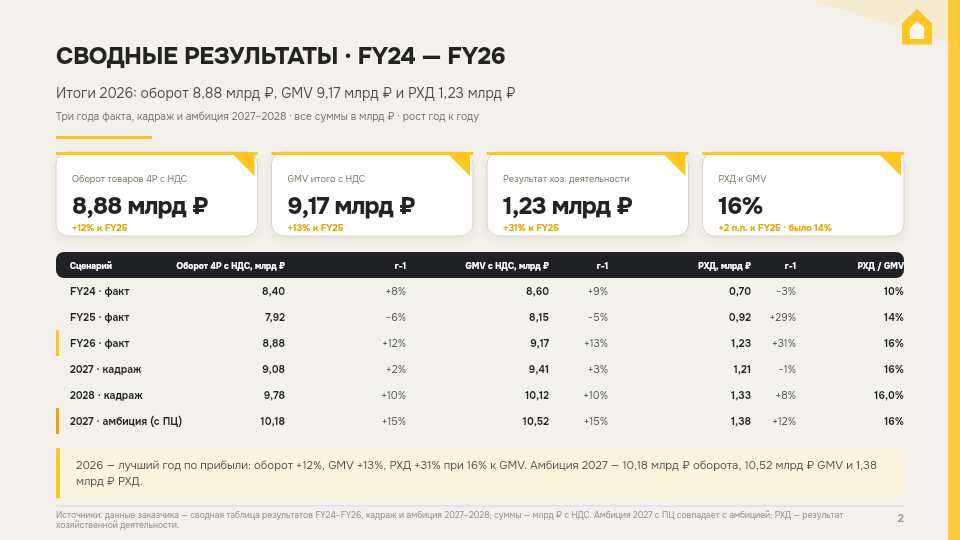 СВОДНЫЕ РЕЗУЛЬТАТЫ · FY24 — FY26
Итоги 2026: оборот 8,88 млрд ₽, GMV 9,17 млрд ₽ и РХД 1,23 млрд ₽
Три года факта, кадраж и амбиция 2027–2028 · все суммы в млрд ₽ · рост год к году
Оборот товаров 4Р с НДС
8,88 млрд ₽
+12% к FY25
GMV итого с НДС
9,17 млрд ₽
+13% к FY25
Результат хоз. деятельности
1,23 млрд ₽
+31% к FY25
РХД к GMV
16%
+2 п.п. к FY25 · было 14%
Сценарий Оборот 4Р с НДС, млрд ₽ г-1 GMV с НДС, млрд ₽ г-1 РХД, млрд ₽ г-1 РХД / GMV
FY24 · факт 8,40 +8% 8,60 +9% 0,70 −3% 10%
FY25 · факт 7,92 −6% 8,15 −5% 0,92 +29% 14%
FY26 · факт 8,88 +12% 9,17 +13% 1,23 +31% 16%
2027 · кадраж 9,08 +2% 9,41 +3% 1,21 −1% 16%
2028 · кадраж 9,78 +10% 10,12 +10% 1,33 +8% 16,0%
2027 · амбиция (с ПЦ) 10,18 +15% 10,52 +15% 1,38 +12% 16%
2026 — лучший год по прибыли: оборот +12%, GMV +13%, РХД +31% при 16% к GMV. Амбиция 2027 — 10,18 млрд ₽ оборота, 10,52 млрд ₽ GMV и 1,38
млрд ₽ РХД.
Источники: данные заказчика — сводная таблица результатов FY24–FY26, кадраж и амбиция 2027–2028; суммы — млрд ₽ с НДС. Амбиция 2027 с ПЦ совпадает с амбицией; РХД — результат
хозяйственной деятельности.
2